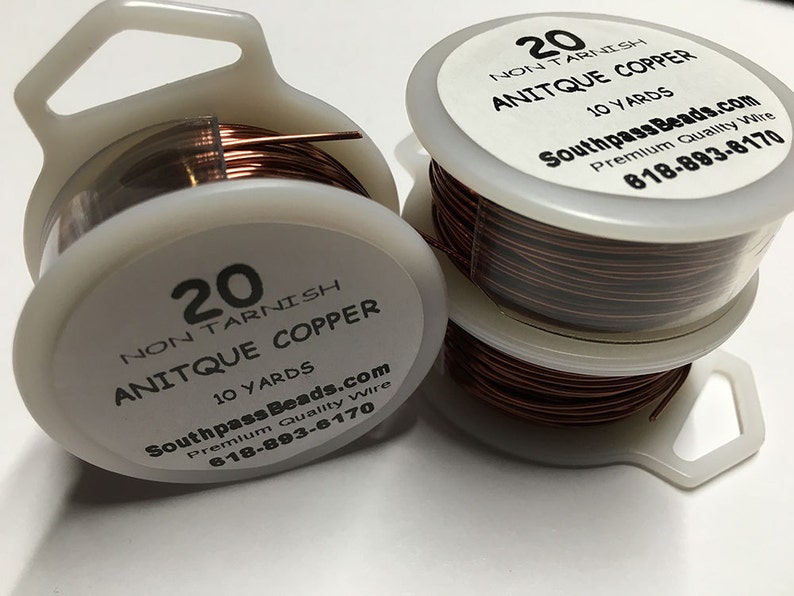 20
NON TARNISH
ANITQUE COPPER
10 YARDS
SouthpassBeads.com
Premium Quality Wire
618-893-6170
20
NON TARNISH
ANITQUE COPPER
10 YARDS
SouthpassBeads.com
Premium Quality Wire
618-893-6170